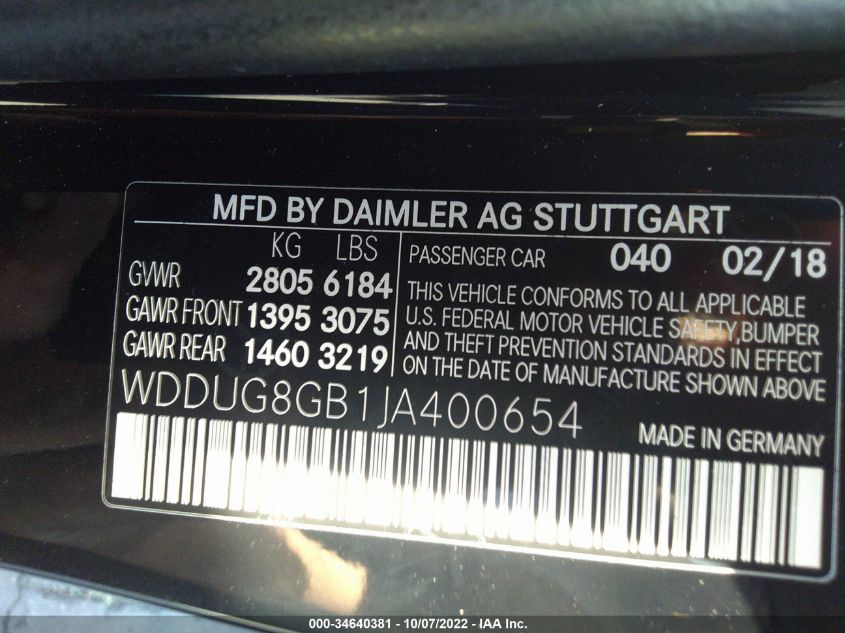 MFD BY DAIMLER AG STUTTGART
KG LBS
GVWR 2805 6184
GAWR FRONT 1395 3075
GAWR REAR 1460 3219
PASSENGER CAR 040 02/18
THIS VEHICLE CONFORMS TO ALL APPLICABLE
U.S. FEDERAL MOTOR VEHICLE SAFETY,BUMPER
AND THEFT PREVENTION STANDARDS IN EFFECT
ON THE DATE OF MANUFACTURE SHOWN ABOVE
WDDUG8GB1JA400654
MADE IN GERMANY
000-34640381 - 10/07/2022 - IAA Inc.